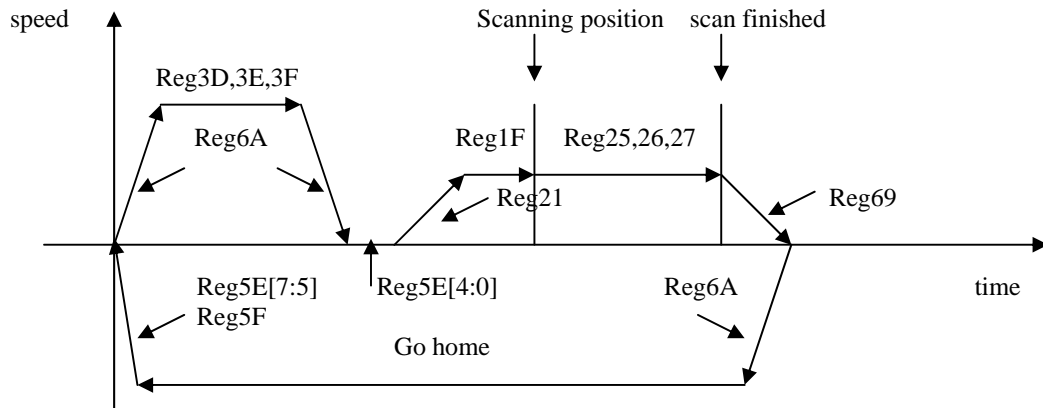 speed
Scanning position
scan finished
Reg3D,3E,3F
Reg6A
Reg1F
Reg25,26,27
Reg21
Reg69
Reg5E[7:5]
Reg5F
Reg5E[4:0]
Reg6A
time
Go home